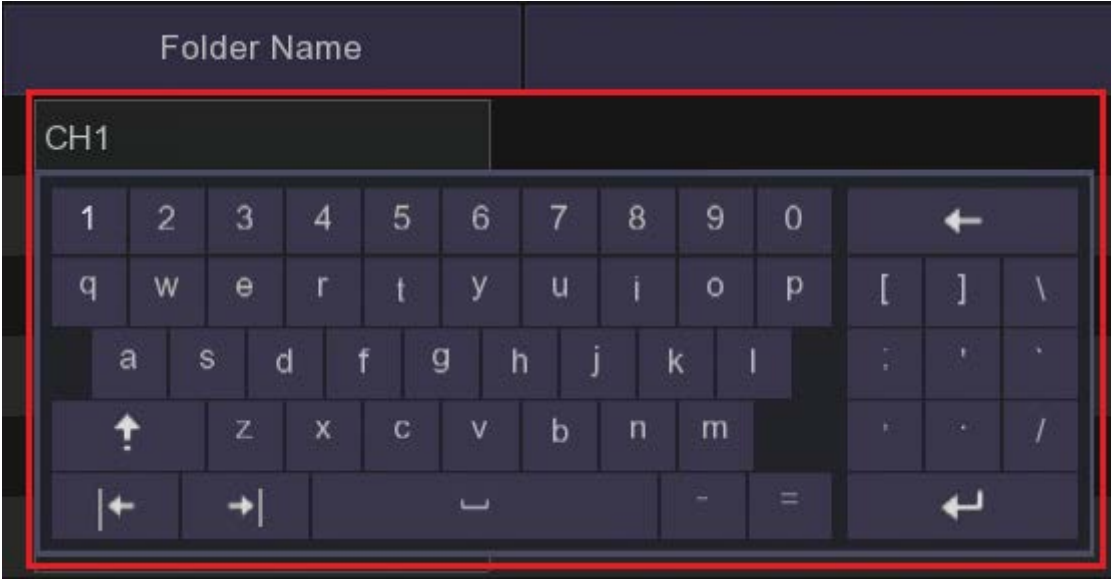 Folder Name
CH1
1 2 3 4 5 6 7 8 9 0
q w e r t y u i o p [ ] \
a s d f g h j k l ; ' `
z x c v b n m , . /
- =